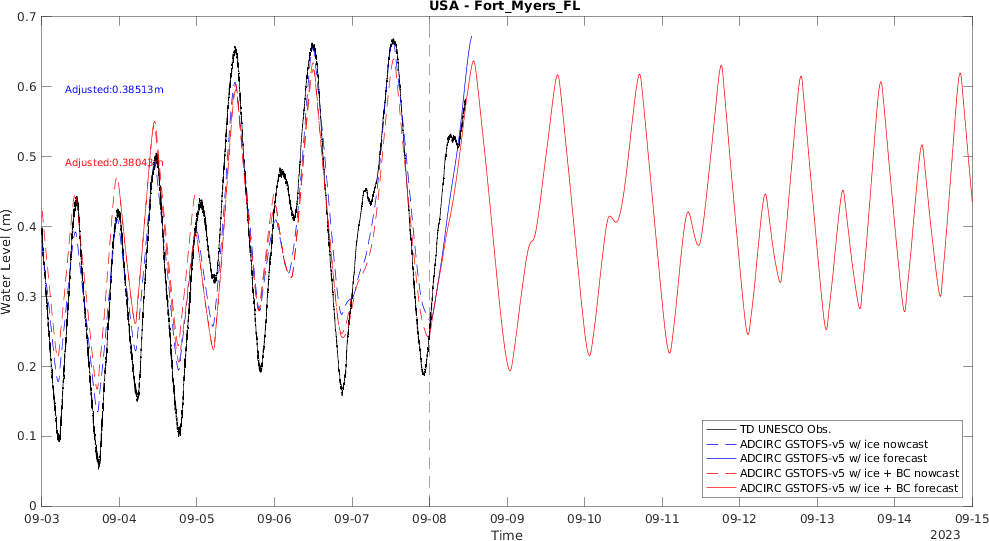 USA - Fort_Myers_FL
0.7
0.6
0.5
0.4
0.3
0.2
0.1
0
Water Level (m)
Adjusted:0.38513m
Adjusted:0.38043m
TD UNESCO Obs.
ADCIRC GSTOFS-v5 w/ ice nowcast
ADCIRC GSTOFS-v5 w/ ice forecast
ADCIRC GSTOFS-v5 w/ ice + BC nowcast
ADCIRC GSTOFS-v5 w/ ice + BC forecast
09-03 09-04 09-05 09-06 09-07 09-08 09-09 09-10 09-11 09-12 09-13 09-14 09-15
Time
2023